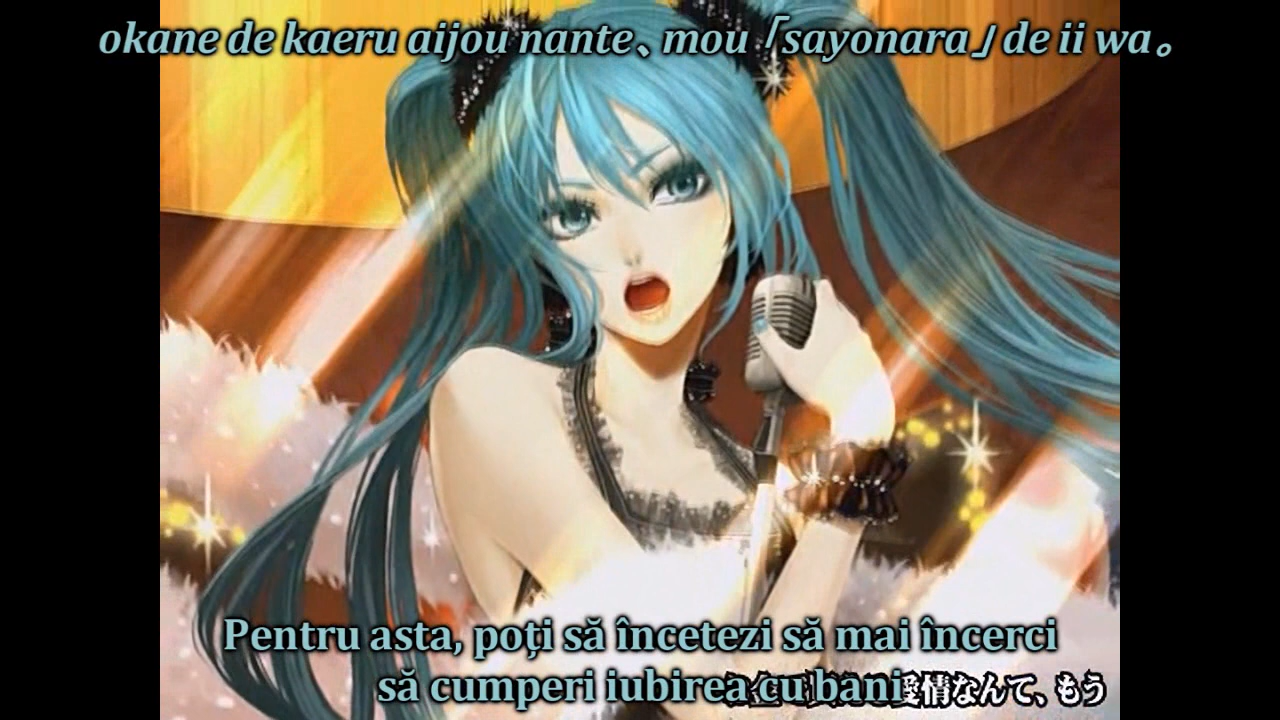 okane de kaeru aijou nante、mou「sayonara」de ii wa。
Pentru asta, poți să încetezi să mai încerci
să cumperi iubirea cu bani
愛情なんて、もう